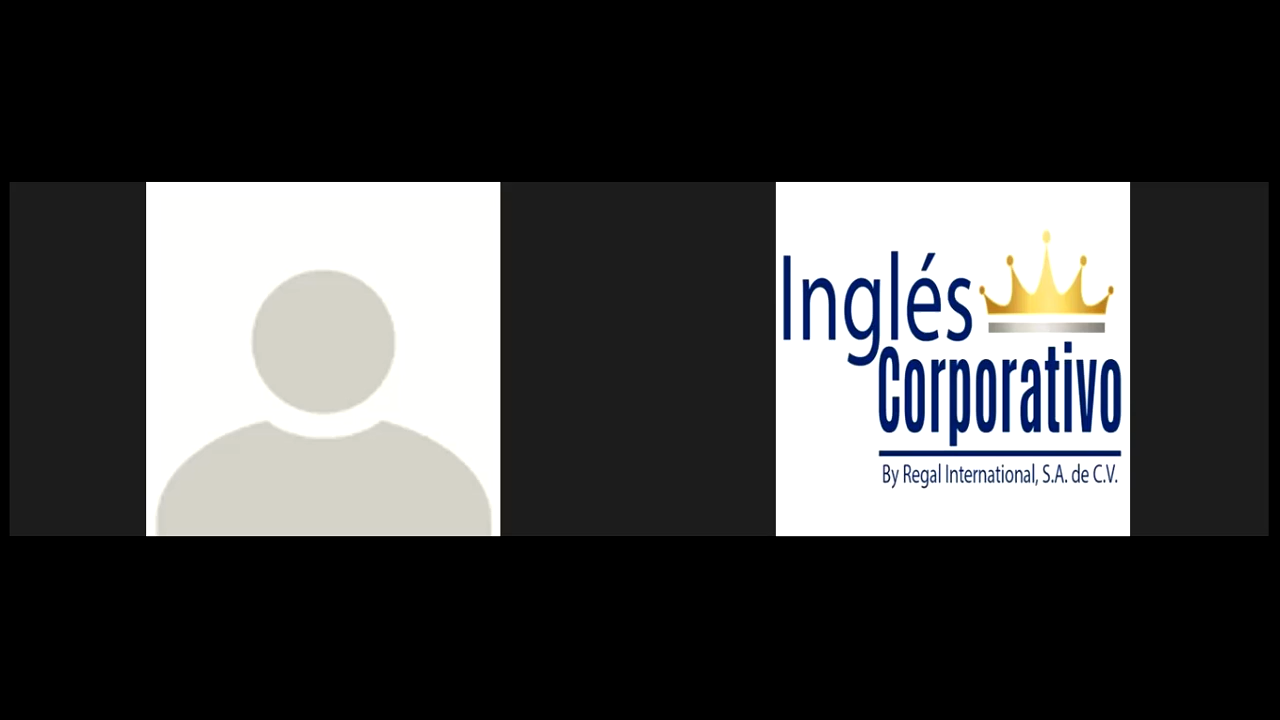 Inglés
Corporativo
By Regal International, S.A. de C.V.